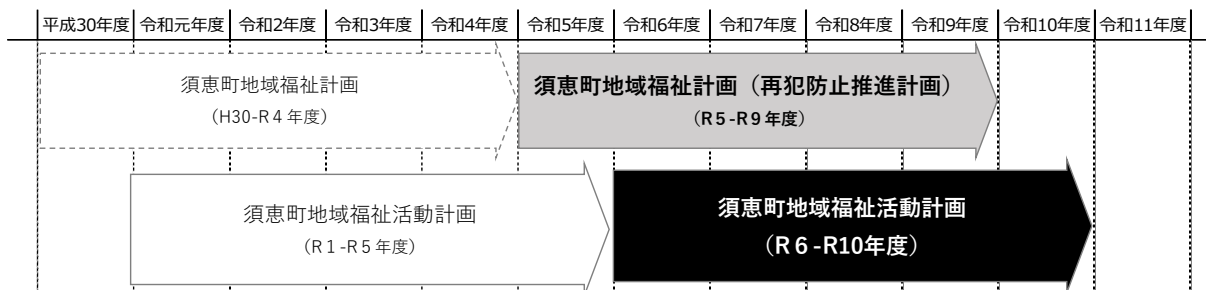 平成30年度 令和元年度 令和2年度 令和3年度 令和4年度 令和5年度 令和6年度 令和7年度 令和8年度 令和9年度 令和10年度 令和11年度
須恵町地域福祉計画
（H30-R４年度）
須恵町地域福祉計画（再犯防止推進計画）
（R５-R９年度）
須恵町地域福祉活動計画
（R１-R５年度）
須恵町地域福祉活動計画
（R６-R10年度）